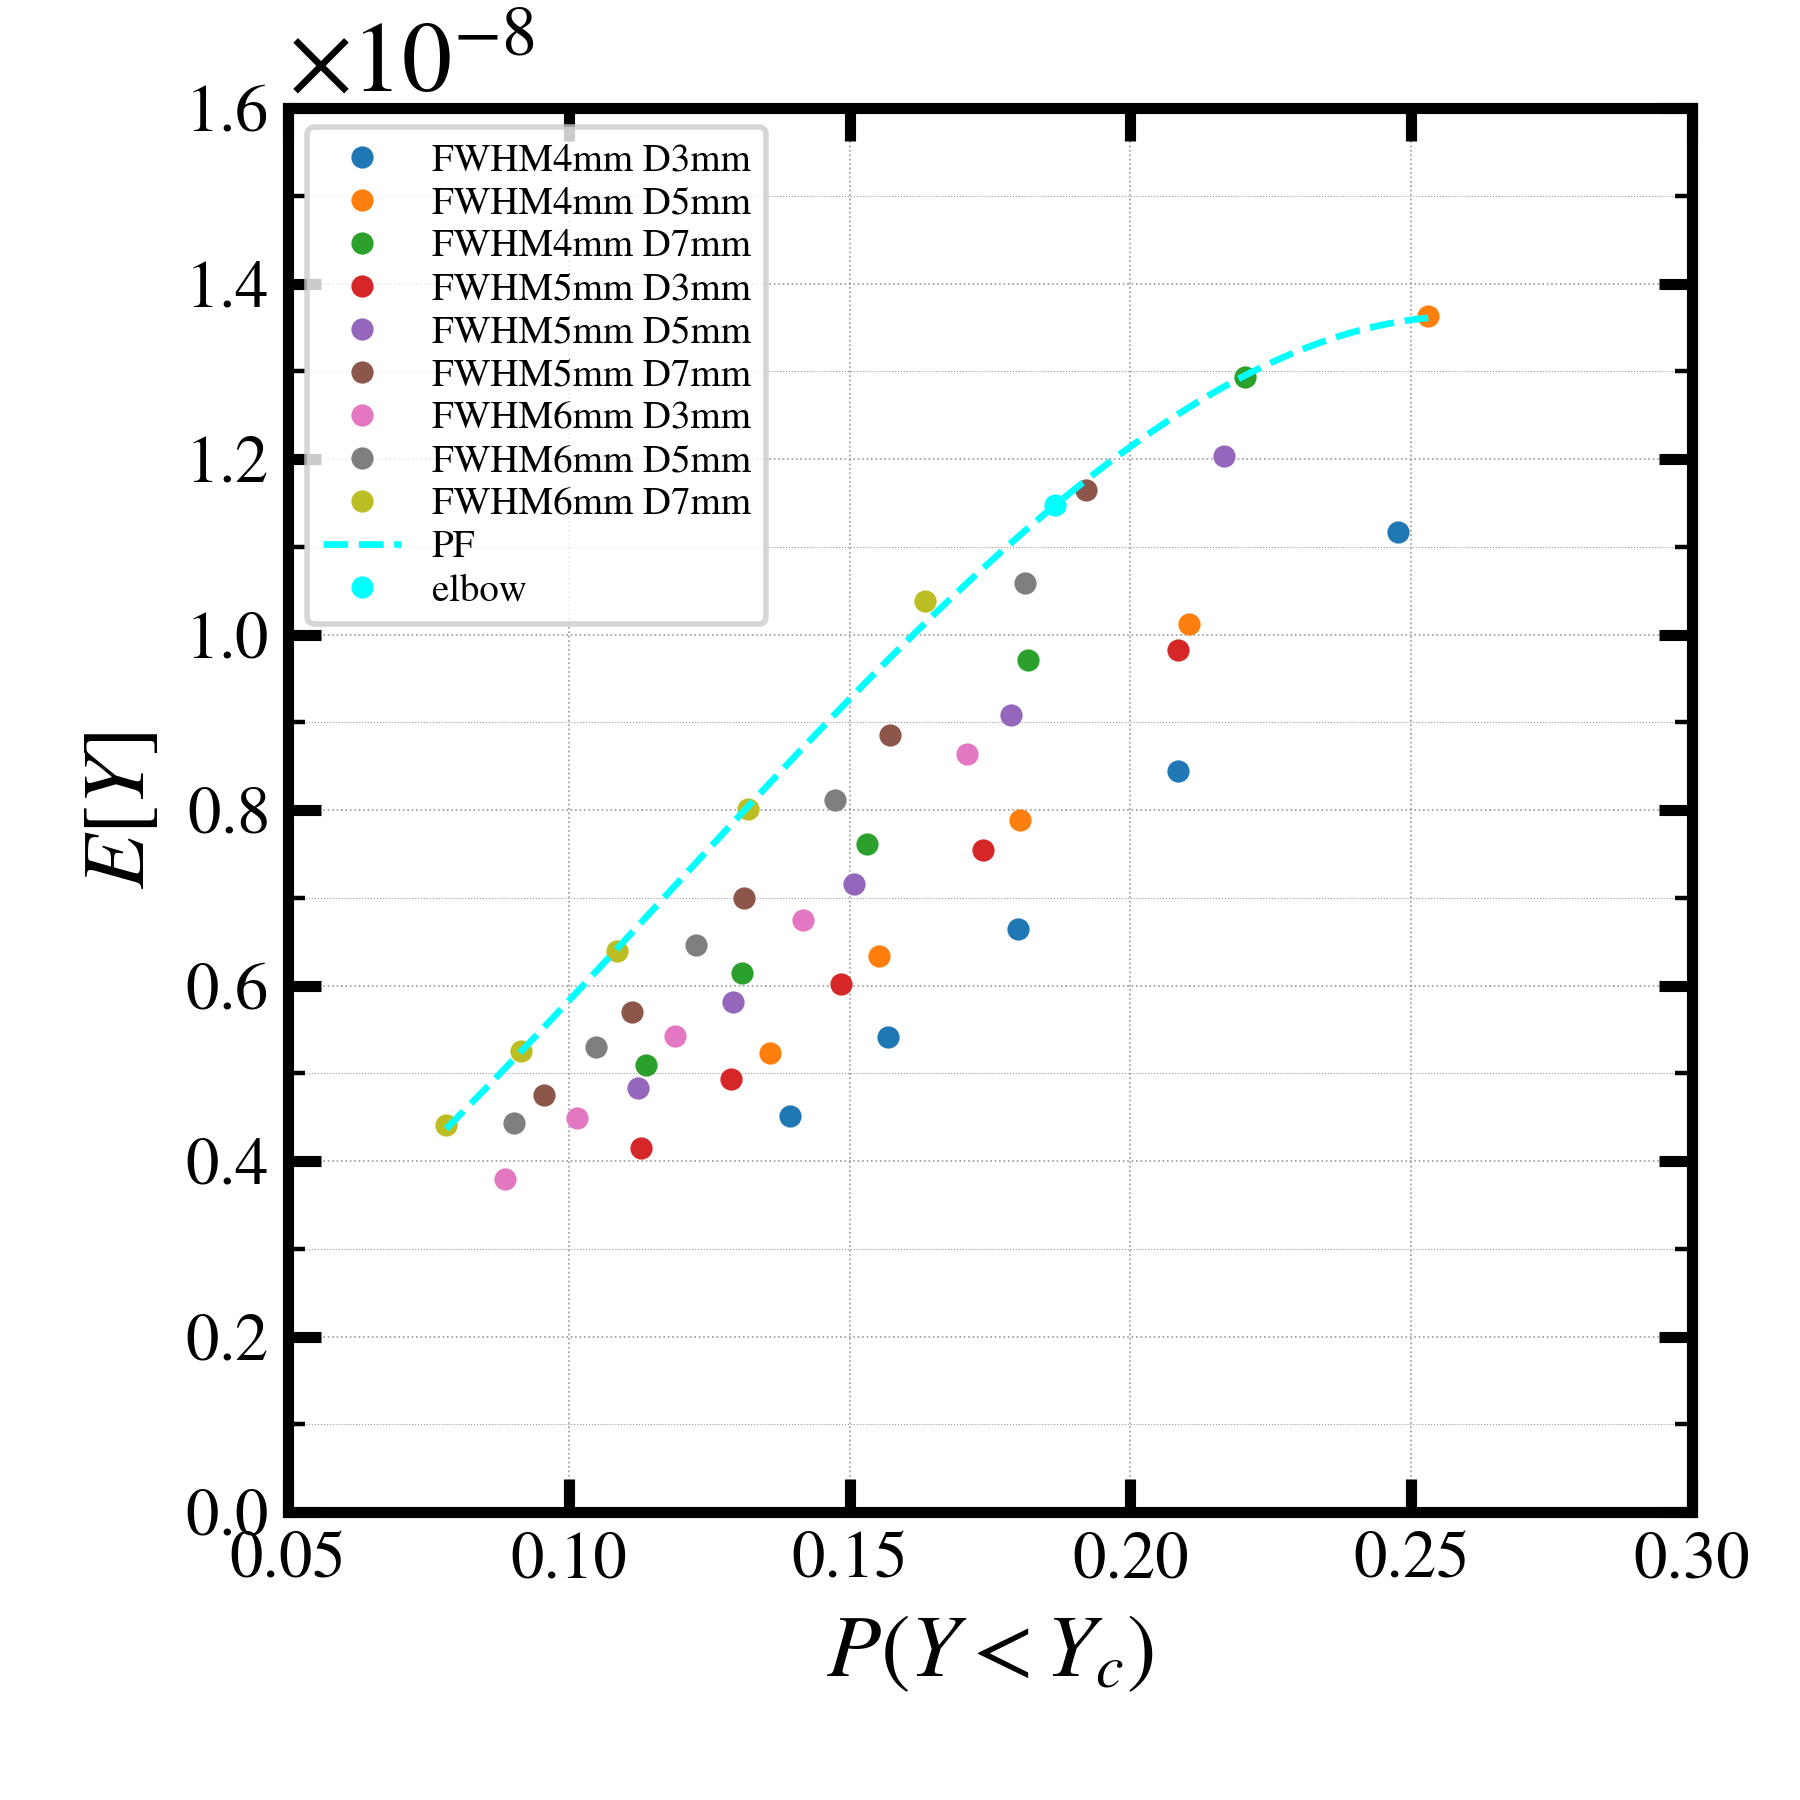 ×10⁻⁸
1.6
1.4
1.2
1.0
0.8
0.6
0.4
0.2
0.0
E[Y]
FWHM4mm D3mm
FWHM4mm D5mm
FWHM4mm D7mm
FWHM5mm D3mm
FWHM5mm D5mm
FWHM5mm D7mm
FWHM6mm D3mm
FWHM6mm D5mm
FWHM6mm D7mm
PF
elbow
0.05 0.10 0.15 0.20 0.25 0.30
P(Y < Y_c)